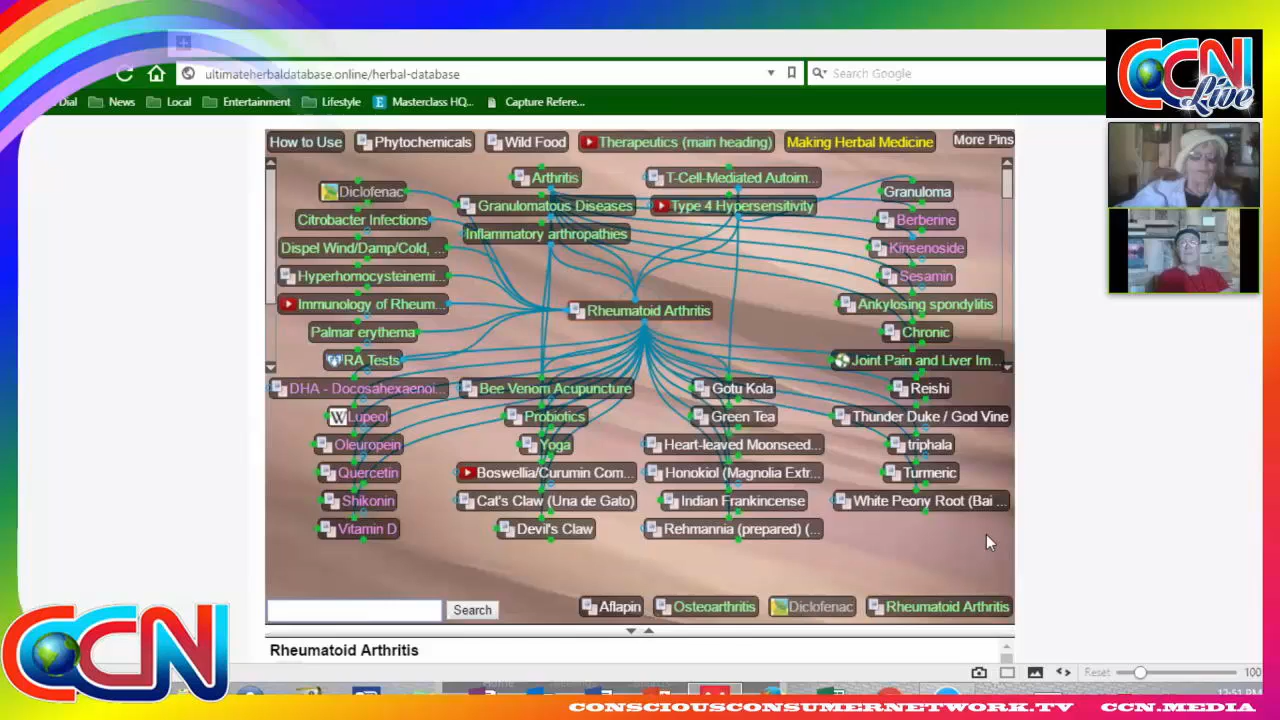 CCN
Live
ultimateherbaldatabase.online/herbal-database
Search Google
Dial News Local Entertainment Lifestyle Masterclass HQ... Capture Refere...
How to Use Phytochemicals Wild Food Therapeutics (main heading) Making Herbal Medicine More Pins
Arthritis T-Cell-Mediated Autoim...
Diclofenac Granulomatous Diseases Type 4 Hypersensitivity Granuloma
Citrobacter Infections Inflammatory arthropathies Berberine
Dispel Wind/Damp/Cold, ... Kinsenoside
Hyperhomocysteinemi... Sesamin
Immunology of Rheum... Rheumatoid Arthritis Ankylosing spondylitis
Palmar erythema Chronic
RA Tests Joint Pain and Liver Im...
DHA - Docosahexaenoi... Bee Venom Acupuncture Gotu Kola Reishi
Lupeol Probiotics Green Tea Thunder Duke / God Vine
Oleuropein Yoga Heart-leaved Moonseed... triphala
Quercetin Boswellia/Curumin Com... Honokiol (Magnolia Extr... Turmeric
Shikonin Cat's Claw (Una de Gato) Indian Frankincense White Peony Root (Bai ...
Vitamin D Devil's Claw Rehmannia (prepared) (...
Search Aflapin Osteoarthritis Diclofenac Rheumatoid Arthritis
Rheumatoid Arthritis
Reset 100
CCN
12:51 PM
CONSCIOUSCONSUMERNETWORK.TV CCN.MEDIA